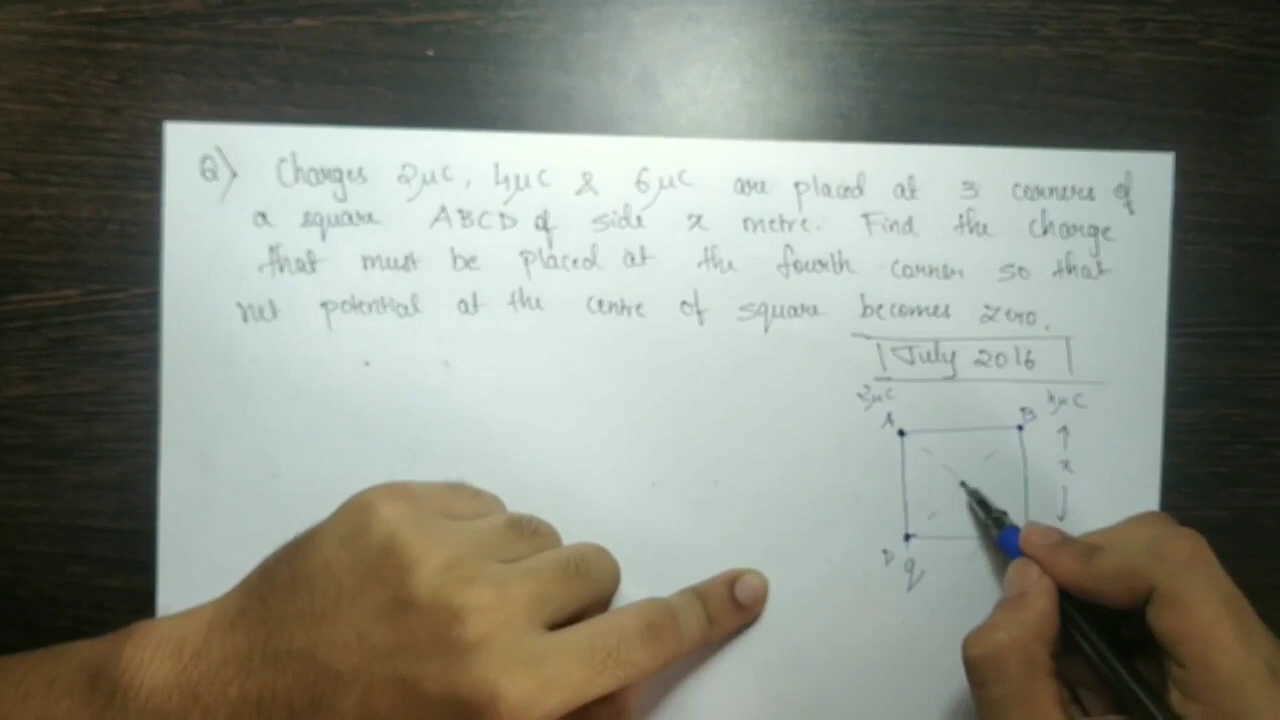 Q) Charges 2μC, 4μC & 6μC are placed at 3 corners of
a square ABCD of side x metre. Find the charge
that must be placed at the fourth corner so that
net potential at the centre of square becomes zero.
July 2016
2μC 4μC
A B
x
D
q